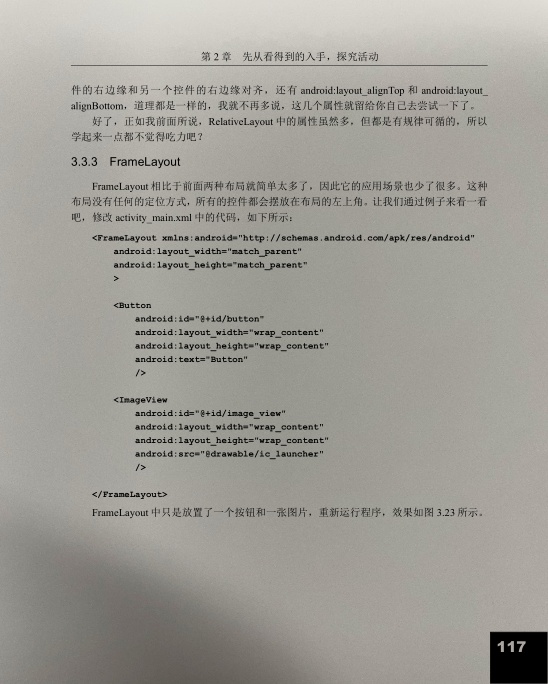 第 2 章　先从看得到的入手，探究活动
件的右边缘和另一个控件的右边缘对齐，还有 android:layout_alignTop 和 android:layout_
alignBottom，道理都是一样的，我就不再多说，这几个属性就留给你自己去尝试一下了。
好了，正如我前面所说，RelativeLayout 中的属性虽然多，但都是有规律可循的，所以
学起来一点都不觉得吃力吧？
3.3.3 FrameLayout
FrameLayout 相比于前面两种布局就简单太多了，因此它的应用场景也少了很多。这种
布局没有任何的定位方式，所有的控件都会摆放在布局的左上角。让我们通过例子来看一看
吧，修改 activity_main.xml 中的代码，如下所示：
<FrameLayout xmlns:android="http://schemas.android.com/apk/res/android"
android:layout_width="match_parent"
android:layout_height="match_parent"
>
<Button
android:id="@+id/button"
android:layout_width="wrap_content"
android:layout_height="wrap_content"
android:text="Button"
/>
<ImageView
android:id="@+id/image_view"
android:layout_width="wrap_content"
android:layout_height="wrap_content"
android:src="@drawable/ic_launcher"
/>
</FrameLayout>
FrameLayout 中只是放置了一个按钮和一张图片，重新运行程序，效果如图 3.23 所示。
117